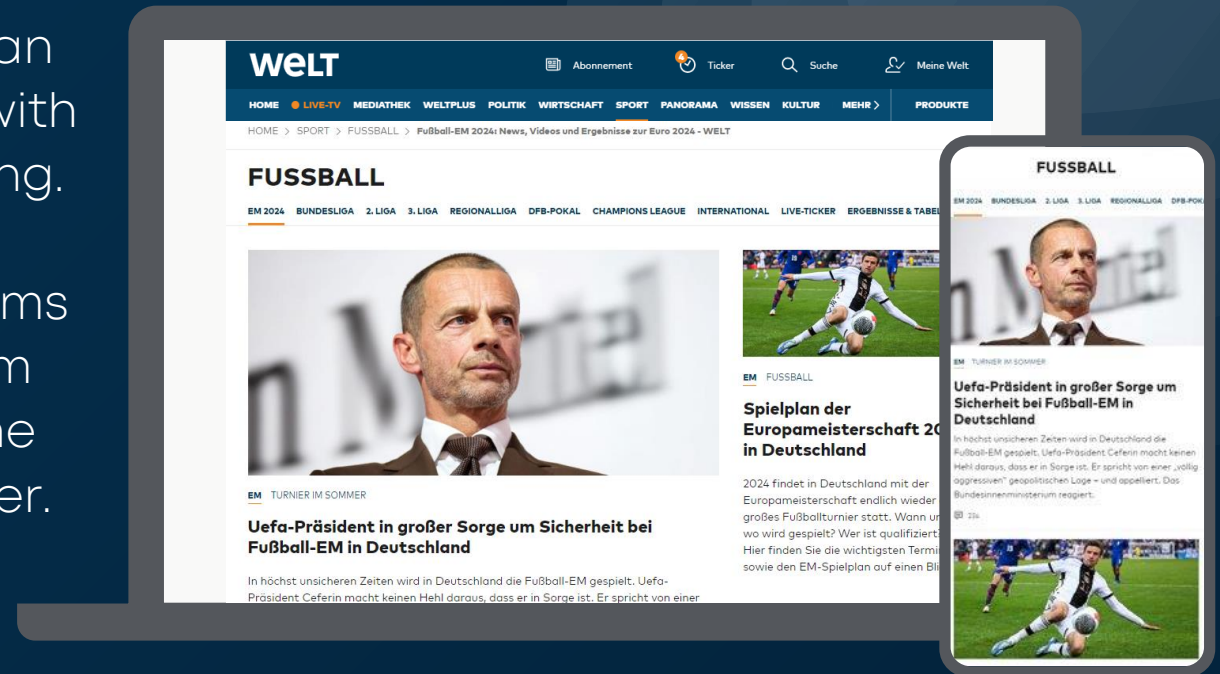 an
with
ng.
ms
m
ne
er.
WELT
Abonnement
4
Ticker
Suche
Meine Welt
HOME LIVE-TV MEDIATHEK WELTPLUS POLITIK WIRTSCHAFT SPORT PANORAMA WISSEN KULTUR MEHR > PRODUKTE
HOME > SPORT > FUSSBALL > Fußball-EM 2024: News, Videos und Ergebnisse zur Euro 2024 - WELT
FUSSBALL
EM 2024 BUNDESLIGA 2. LIGA 3. LIGA REGIONALLIGA DFB-POKAL CHAMPIONS LEAGUE INTERNATIONAL LIVE-TICKER ERGEBNISSE & TABEL
EM TURNIER IM SOMMER
Uefa-Präsident in großer Sorge um Sicherheit bei
Fußball-EM in Deutschland
In höchst unsicheren Zeiten wird in Deutschland die Fußball-EM gespielt. Uefa-
Präsident Ceferin macht keinen Hehl daraus, dass er in Sorge ist. Er spricht von einer
EM FUSSBALL
Spielplan der
Europameisterschaft 20
in Deutschland
2024 findet in Deutschland mit der
Europameisterschaft endlich wieder
großes Fußballturnier statt. Wann u
wo wird gespielt? Wer ist qualifiziert?
Hier finden Sie die wichtigsten Termi
sowie den EM-Spielplan auf einen Bli
FUSSBALL
EM 2024 BUNDESLIGA 2. LIGA 3. LIGA REGIONALLIGA DFB-POK
EM TURNIER IM SOMMER
Uefa-Präsident in großer Sorge um
Sicherheit bei Fußball-EM in
Deutschland
In höchst unsicheren Zeiten wird in Deutschland die
Fußball-EM gespielt. Uefa-Präsident Ceferin macht keinen
Hehl daraus, dass er in Sorge ist. Er spricht von einer „völlig
aggressiven" geopolitischen Lage – und appelliert. Das
Bundesinnenministerium reagiert.